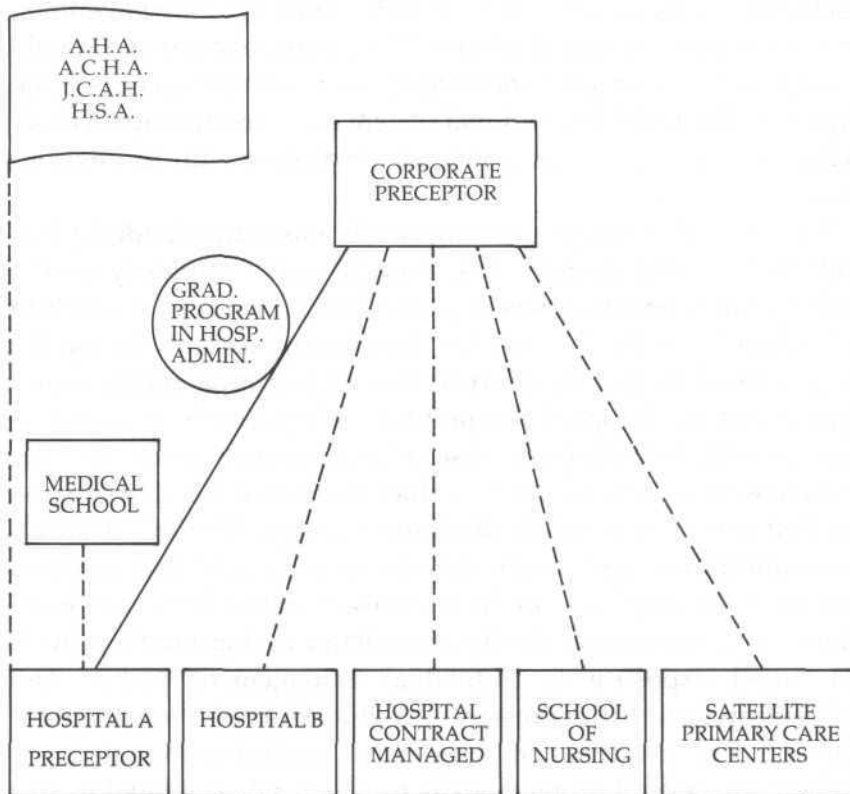 A.H.A.
A.C.H.A.
J.C.A.H.
H.S.A.
CORPORATE
PRECEPTOR
GRAD.
PROGRAM
IN HOSP.
ADMIN.
MEDICAL
SCHOOL
HOSPITAL A
PRECEPTOR
HOSPITAL B
HOSPITAL
CONTRACT
MANAGED
SCHOOL
OF
NURSING
SATELLITE
PRIMARY CARE
CENTERS